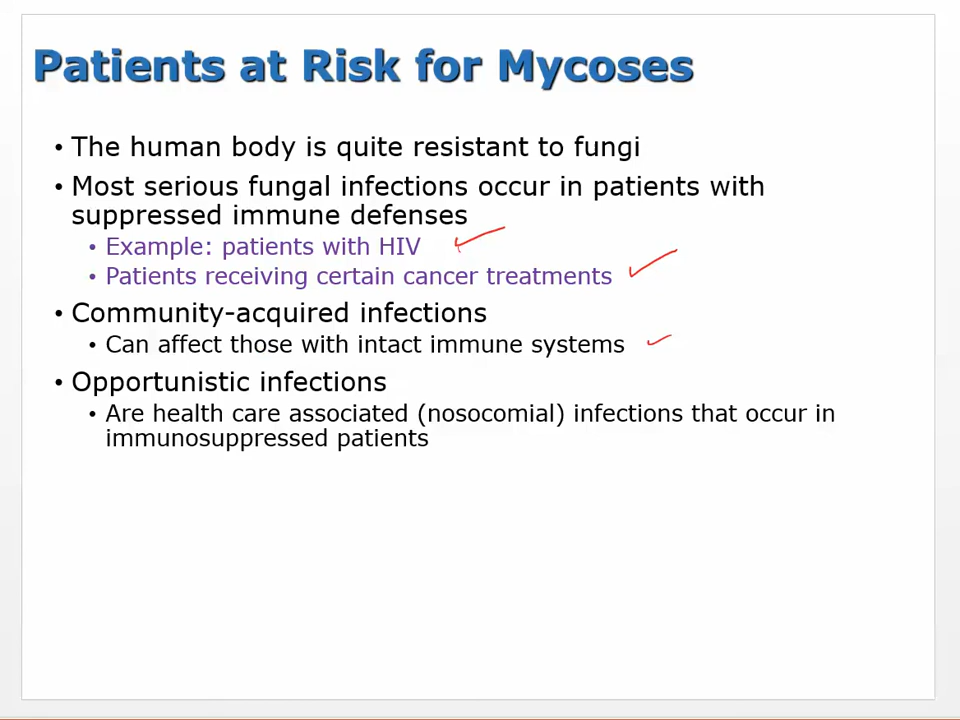 Patients at Risk for Mycoses
• The human body is quite resistant to fungi
• Most serious fungal infections occur in patients with
suppressed immune defenses
• Example: patients with HIV
• Patients receiving certain cancer treatments
• Community-acquired infections
• Can affect those with intact immune systems
• Opportunistic infections
• Are health care associated (nosocomial) infections that occur in
immunosuppressed patients